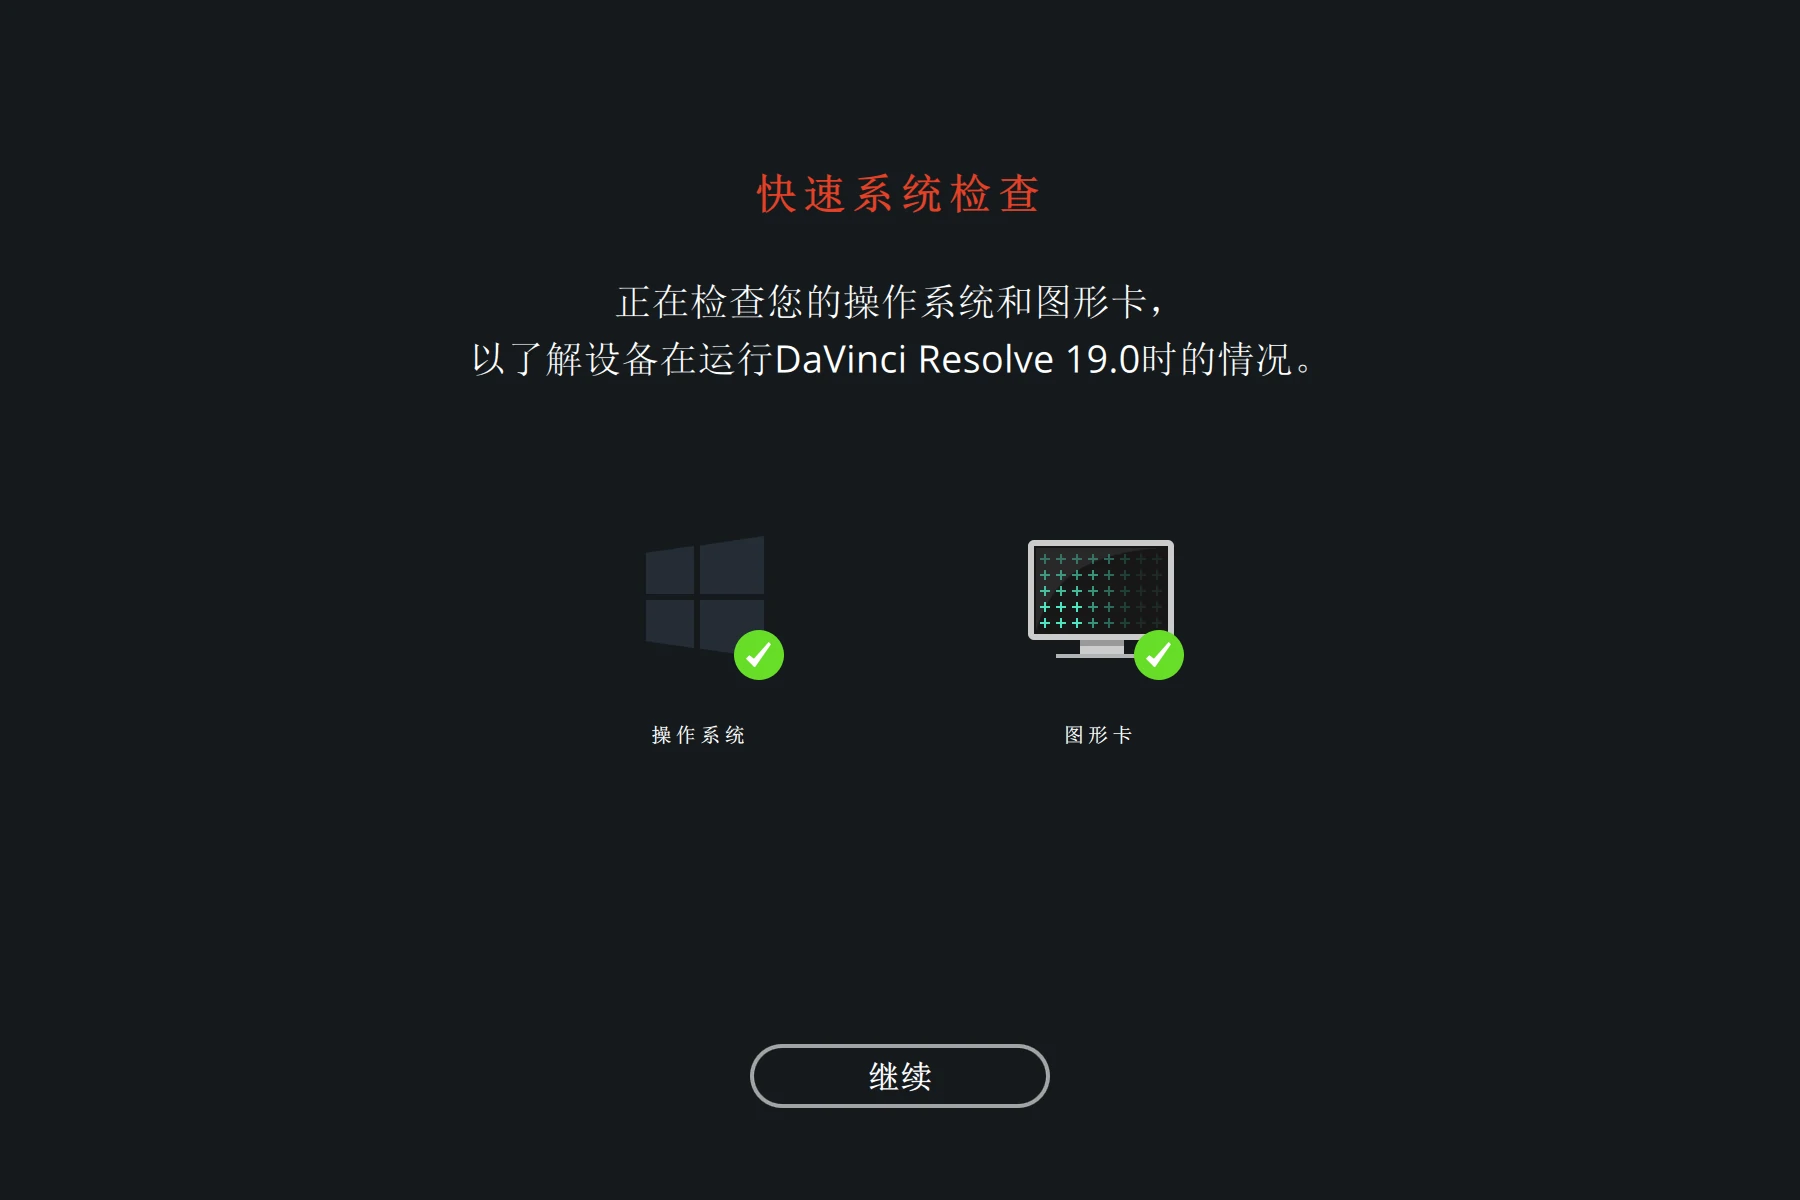 快速系统检查
正在检查您的操作系统和图形卡，
以了解设备在运行DaVinci Resolve 19.0时的情况。
操作系统
图形卡
继续